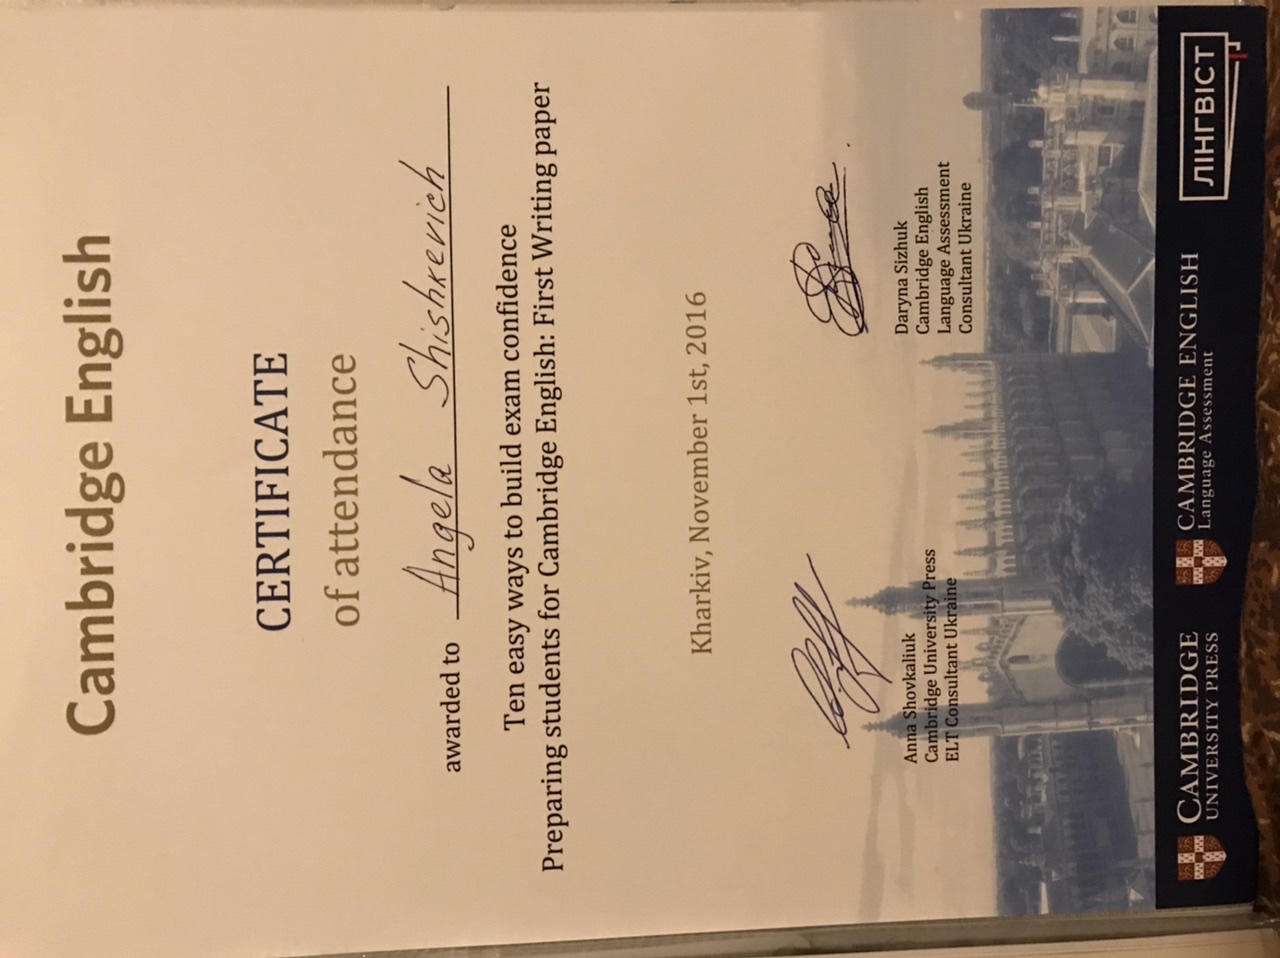 Cambridge English
CERTIFICATE
of attendance
awarded to Angela Shishkevich
Ten easy ways to build exam confidence
Preparing students for Cambridge English: First Writing paper
Kharkiv, November 1st, 2016
Anna Shovkaliuk
Cambridge University Press
ELT Consultant Ukraine
Daryna Sizhuk
Cambridge English
Language Assessment
Consultant Ukraine
CAMBRIDGE
UNIVERSITY PRESS
CAMBRIDGE ENGLISH
Language Assessment
ЛІНГВІСТ